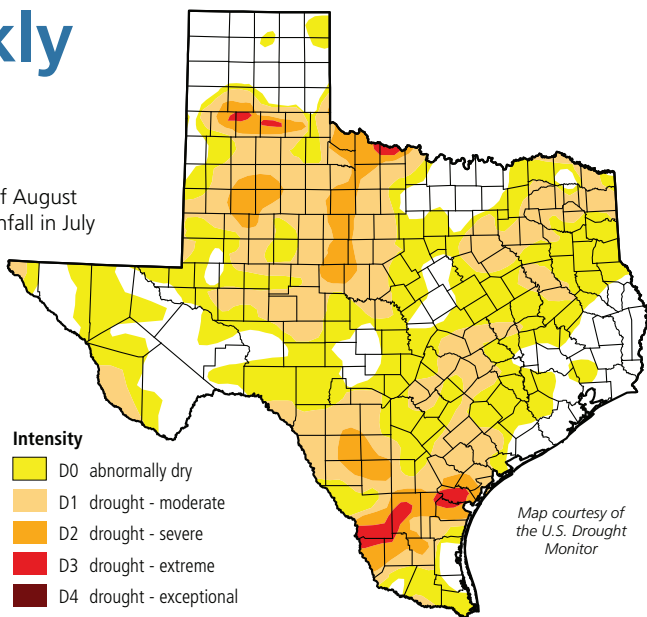 of August
nfall in July
Intensity
D0 abnormally dry
D1 drought - moderate
D2 drought - severe
D3 drought - extreme
D4 drought - exceptional
Map courtesy of
the U.S. Drought
Monitor